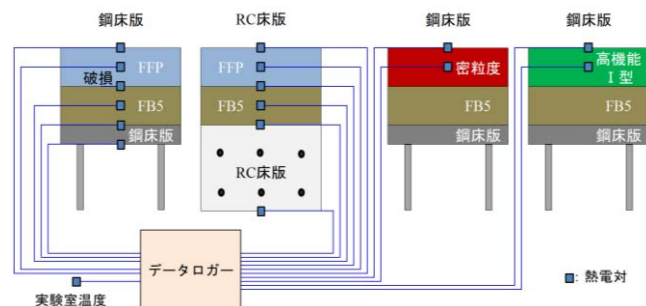 鋼床版
RC床版
鋼床版
鋼床版
FFP
破損
FB5
鋼床版
FFP
FB5
RC床版
密粒度
FB5
鋼床版
高機能
Ⅰ型
FB5
鋼床版
データロガー
実験室温度
: 熱電対